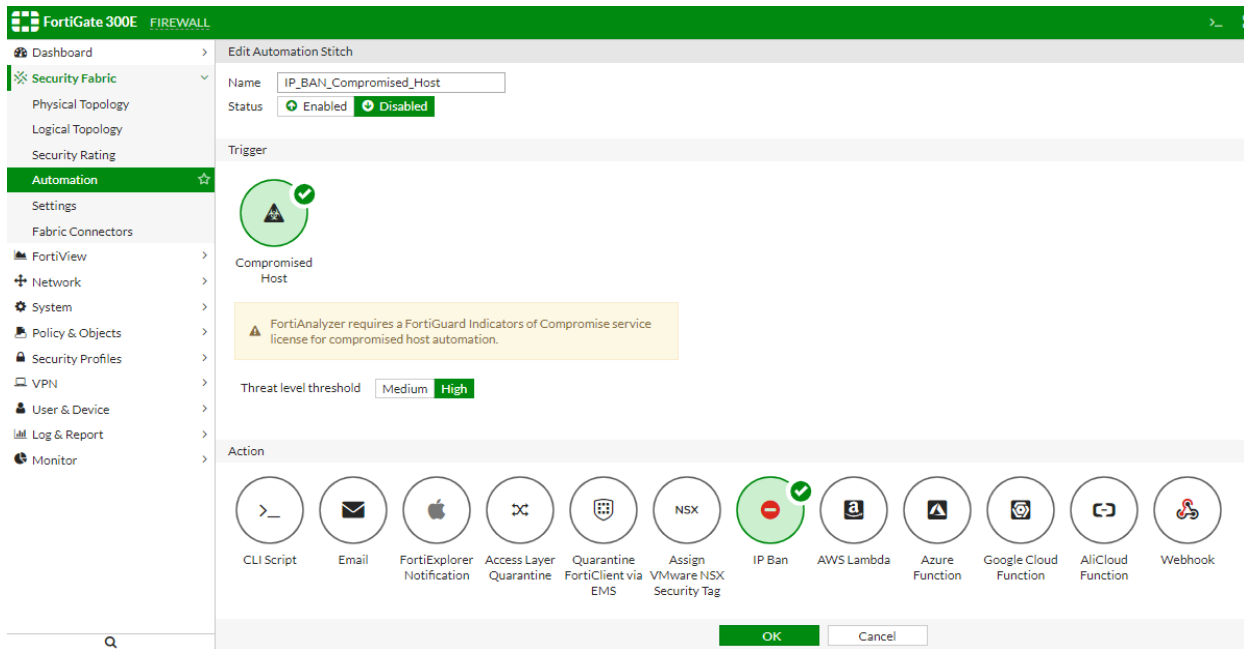 FortiGate 300E FIREWALL >_
Dashboard
Security Fabric
Physical Topology
Logical Topology
Security Rating
Automation
Settings
Fabric Connectors
FortiView
Network
System
Policy & Objects
Security Profiles
VPN
User & Device
Log & Report
Monitor
Edit Automation Stitch
Name IP_BAN_Compromised_Host
Status Enabled Disabled
Trigger
Compromised
Host
FortiAnalyzer requires a FortiGuard Indicators of Compromise service
license for compromised host automation.
Threat level threshold Medium High
Action
>_
CLI Script
Email
FortiExplorer
Notification
Access Layer
Quarantine
Quarantine
FortiClient via
EMS
NSX
Assign
VMware NSX
Security Tag
IP Ban
a
AWS Lambda
Azure
Function
Google Cloud
Function
AliCloud
Function
Webhook
OK Cancel